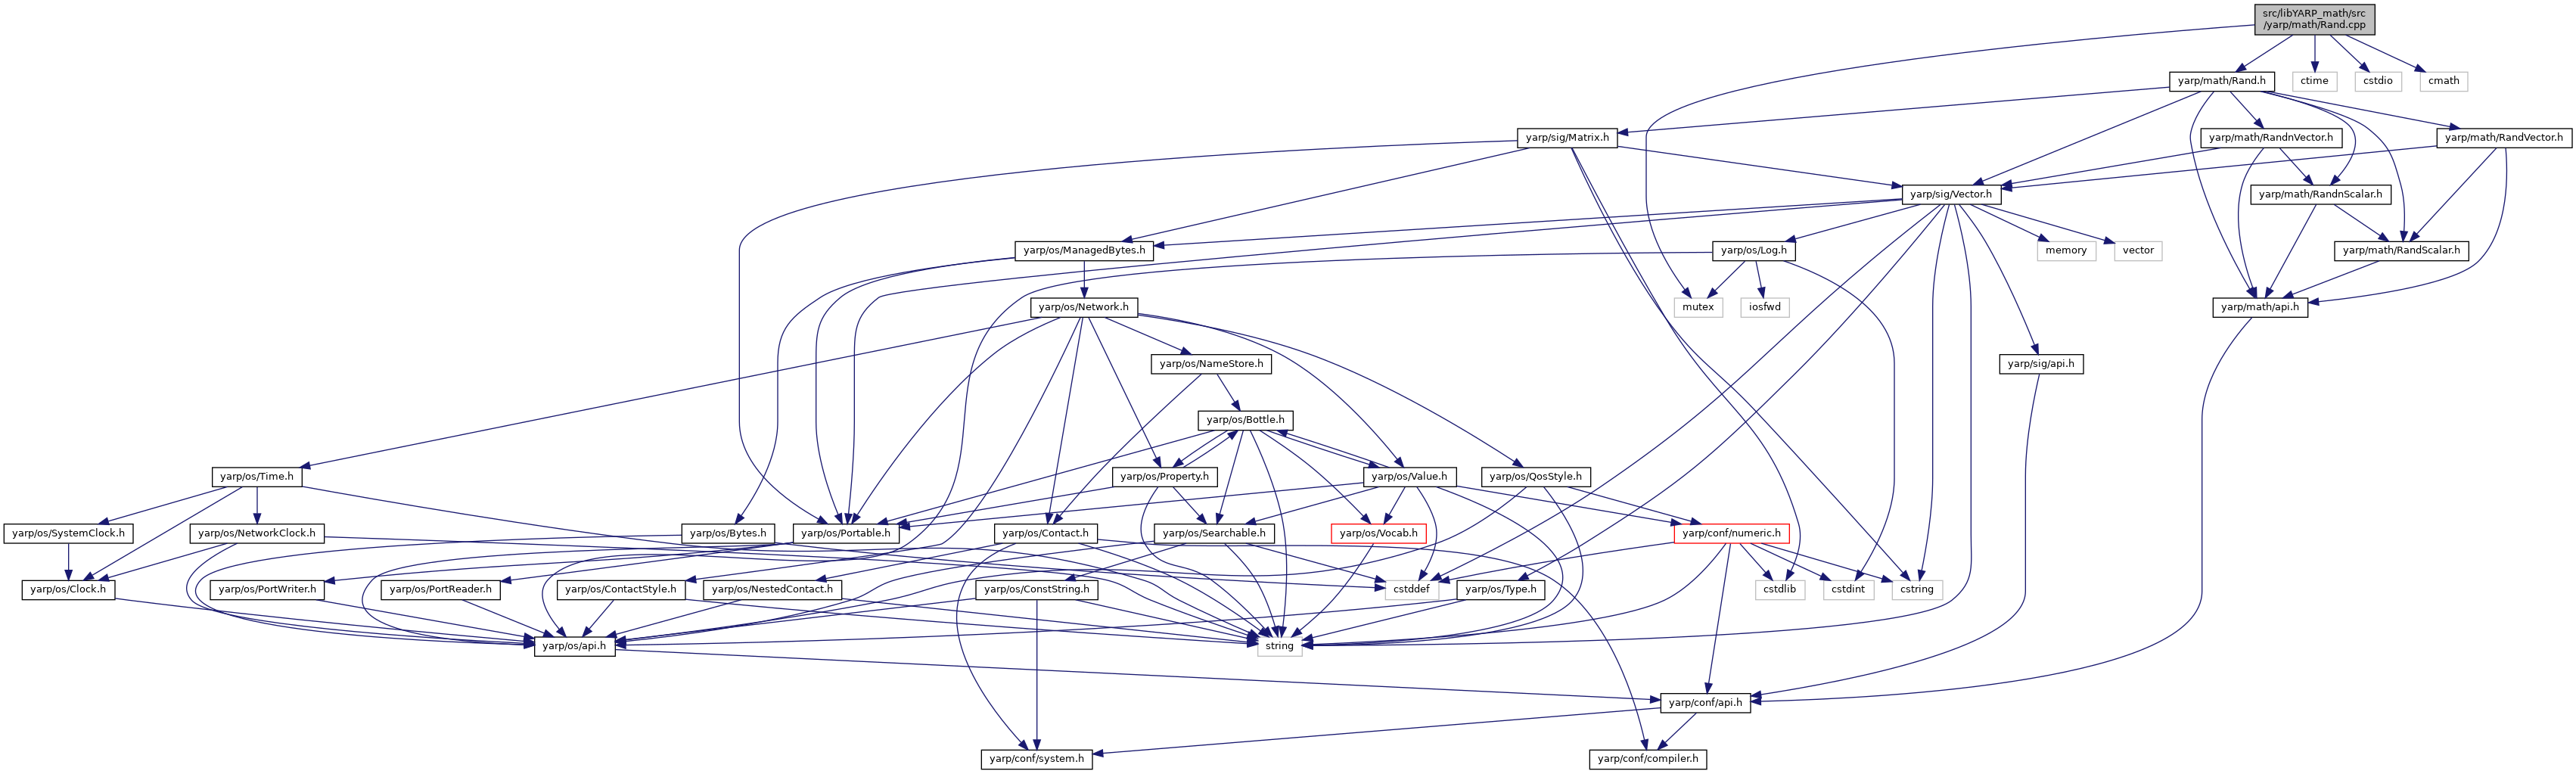 src/libYARP_math/src
/yarp/math/Rand.cpp
yarp/math/Rand.h
ctime
cstdio
cmath
yarp/sig/Matrix.h
yarp/math/RandnVector.h
yarp/math/RandVector.h
yarp/sig/Vector.h
yarp/math/RandnScalar.h
yarp/os/ManagedBytes.h
yarp/os/Log.h
memory
vector
yarp/math/RandScalar.h
yarp/os/Network.h
mutex
iosfwd
yarp/math/api.h
yarp/os/NameStore.h
yarp/sig/api.h
yarp/os/Bottle.h
yarp/os/Time.h
yarp/os/Property.h
yarp/os/Value.h
yarp/os/QosStyle.h
yarp/os/SystemClock.h
yarp/os/NetworkClock.h
yarp/os/Bytes.h
yarp/os/Portable.h
yarp/os/Contact.h
yarp/os/Searchable.h
yarp/os/Vocab.h
yarp/conf/numeric.h
yarp/os/Clock.h
yarp/os/PortWriter.h
yarp/os/PortReader.h
yarp/os/ContactStyle.h
yarp/os/NestedContact.h
yarp/os/ConstString.h
cstddef
yarp/os/Type.h
cstdlib
cstdint
cstring
yarp/os/api.h
string
yarp/conf/api.h
yarp/conf/system.h
yarp/conf/compiler.h